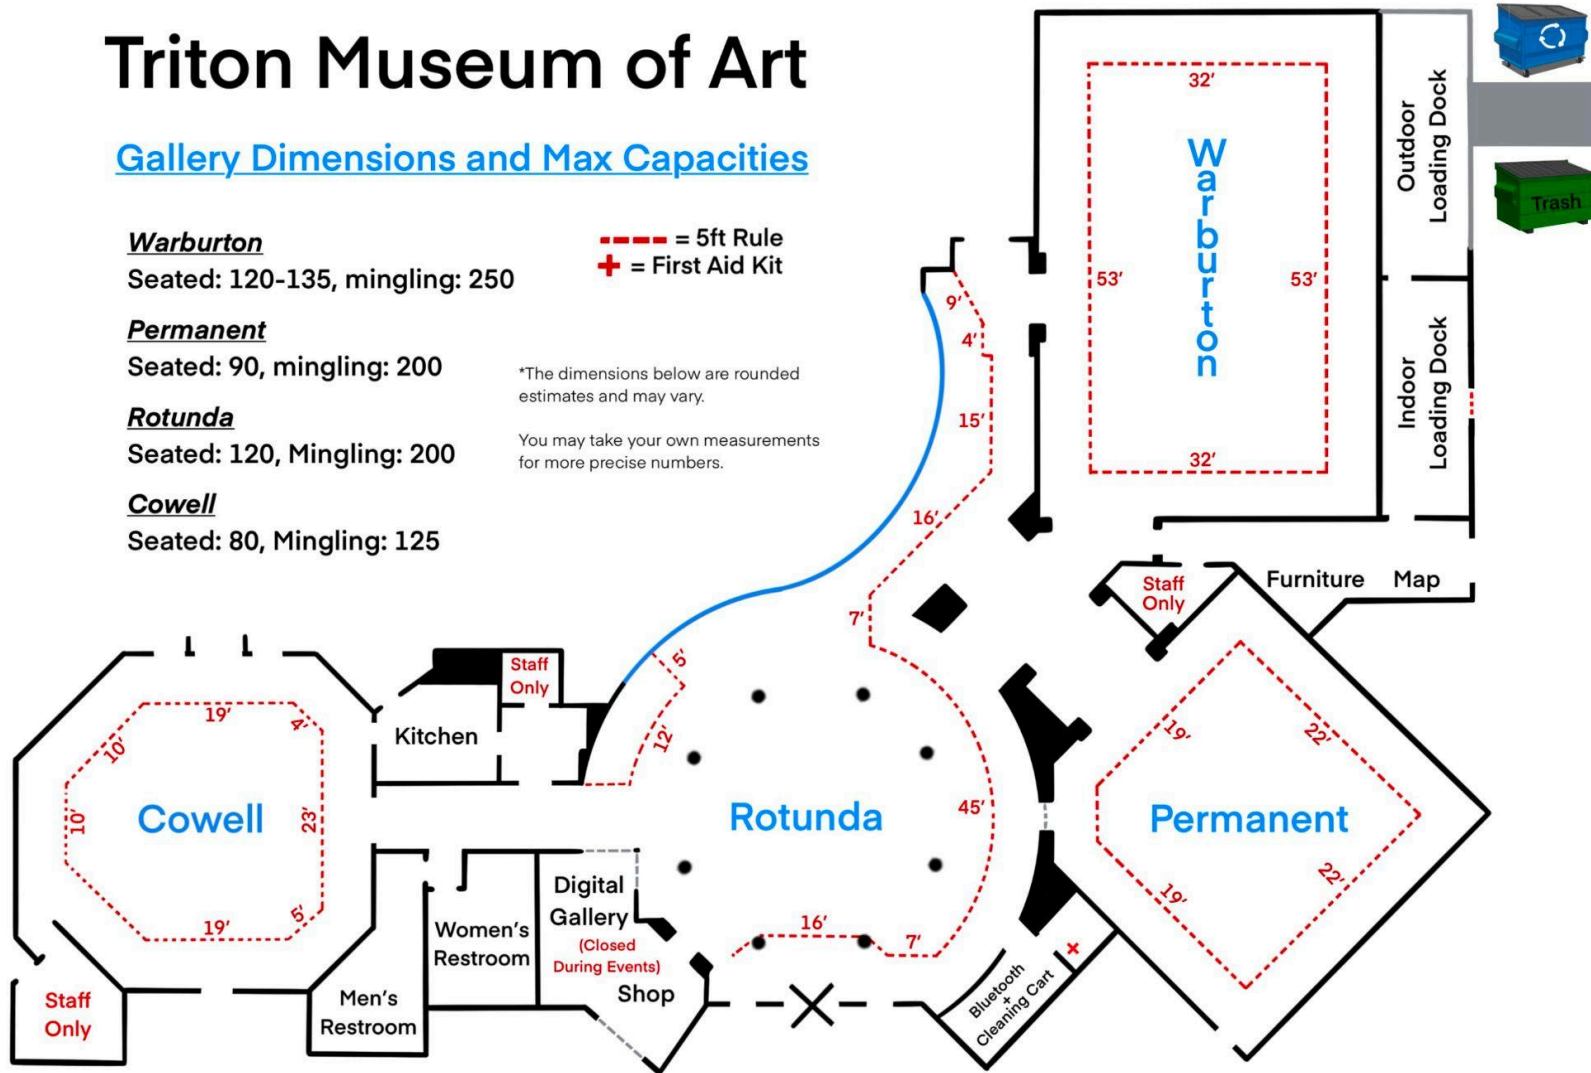 Triton Museum of Art
Gallery Dimensions and Max Capacities
Warburton
Seated: 120-135, mingling: 250
Permanent
Seated: 90, mingling: 200
Rotunda
Seated: 120, Mingling: 200
Cowell
Seated: 80, Mingling: 125
= 5ft Rule
= First Aid Kit
*The dimensions below are rounded
estimates and may vary.
You may take your own measurements
for more precise numbers.
32'
Warburton
53'
53'
32'
Outdoor
Loading Dock
Indoor
Loading Dock
Trash
9'
4'
15'
16'
7'
Staff
Only
Furniture Map
5'
12'
Rotunda
45'
16'
7'
19'
22'
Permanent
19'
22'
Staff
Only
Kitchen
19'
4'
10'
10'
Cowell
23'
19'
5'
Staff
Only
Men's
Restroom
Women's
Restroom
Digital
Gallery
(Closed
During Events)
Shop
Bluetooth
+
Cleaning Cart